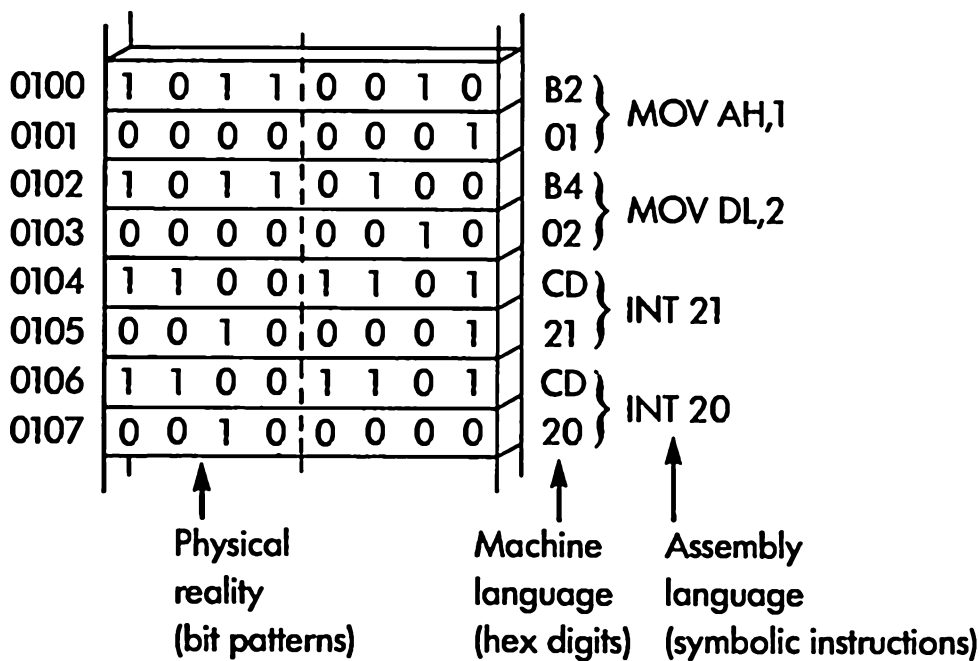 0100 1 0 1 1 0 0 1 0 B2
MOV AH,1
0101 0 0 0 0 0 0 0 1 01
0102 1 0 1 1 0 1 0 0 B4
MOV DL,2
0103 0 0 0 0 0 0 1 0 02
0104 1 1 0 0 1 1 0 1 CD
INT 21
0105 0 0 1 0 0 0 0 1 21
0106 1 1 0 0 1 1 0 1 CD
INT 20
0107 0 0 1 0 0 0 0 0 20
Physical
reality
(bit patterns)
Machine
language
(hex digits)
Assembly
language
(symbolic instructions)